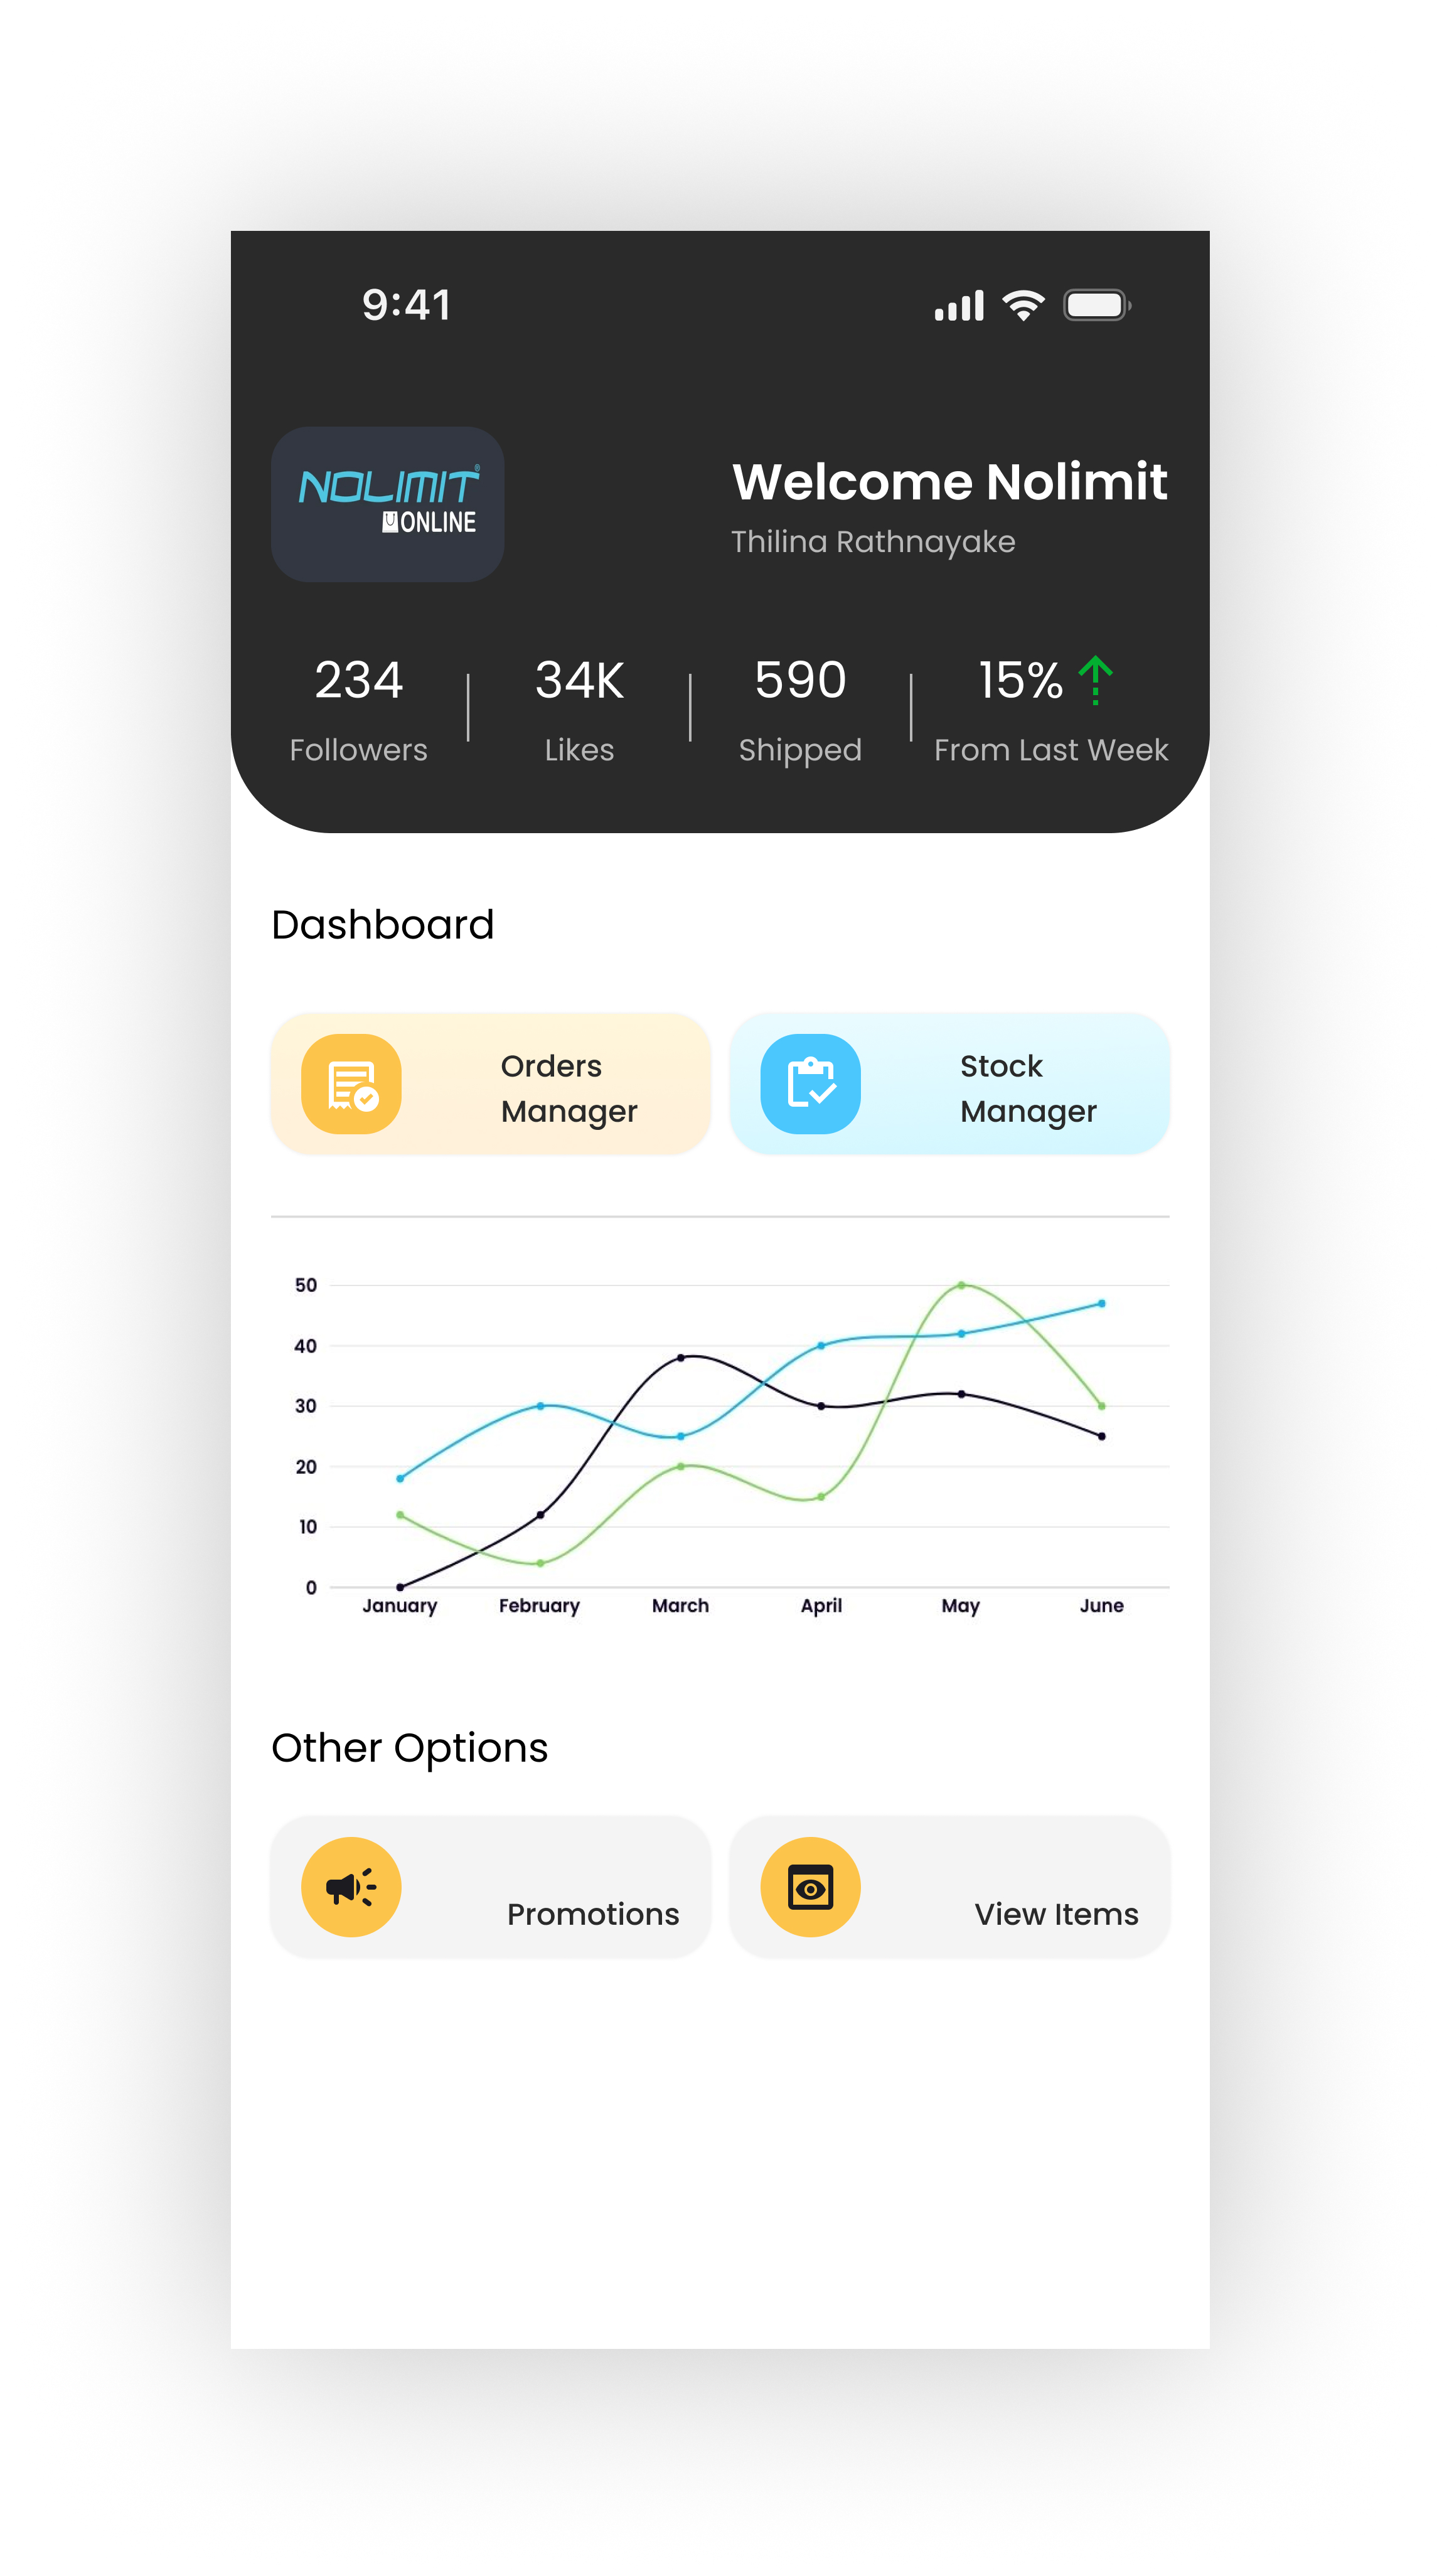 9:41
NOLIMIT®
ONLINE
Welcome Nolimit
Thilina Rathnayake
234
34K
590
15%
Followers
Likes
Shipped
From Last Week
Dashboard
Orders
Manager
Stock
Manager
50
40
30
20
10
0
January
February
March
April
May
June
Other Options
Promotions
View Items